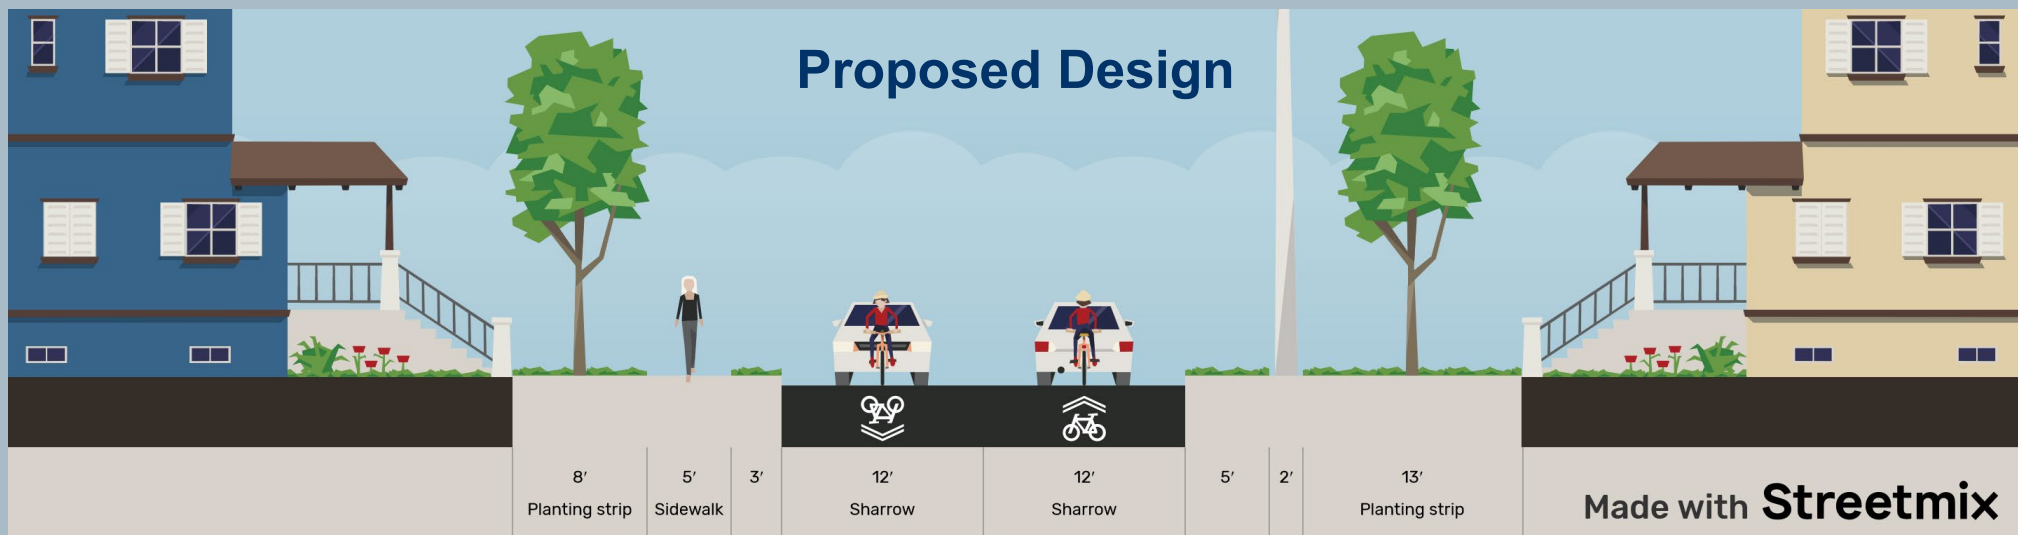 Proposed Design
8′ 5′ 3′ 12′ 12′ 5′ 2′ 13′
Planting strip Sidewalk Sharrow Sharrow Planting strip
Made with Streetmix